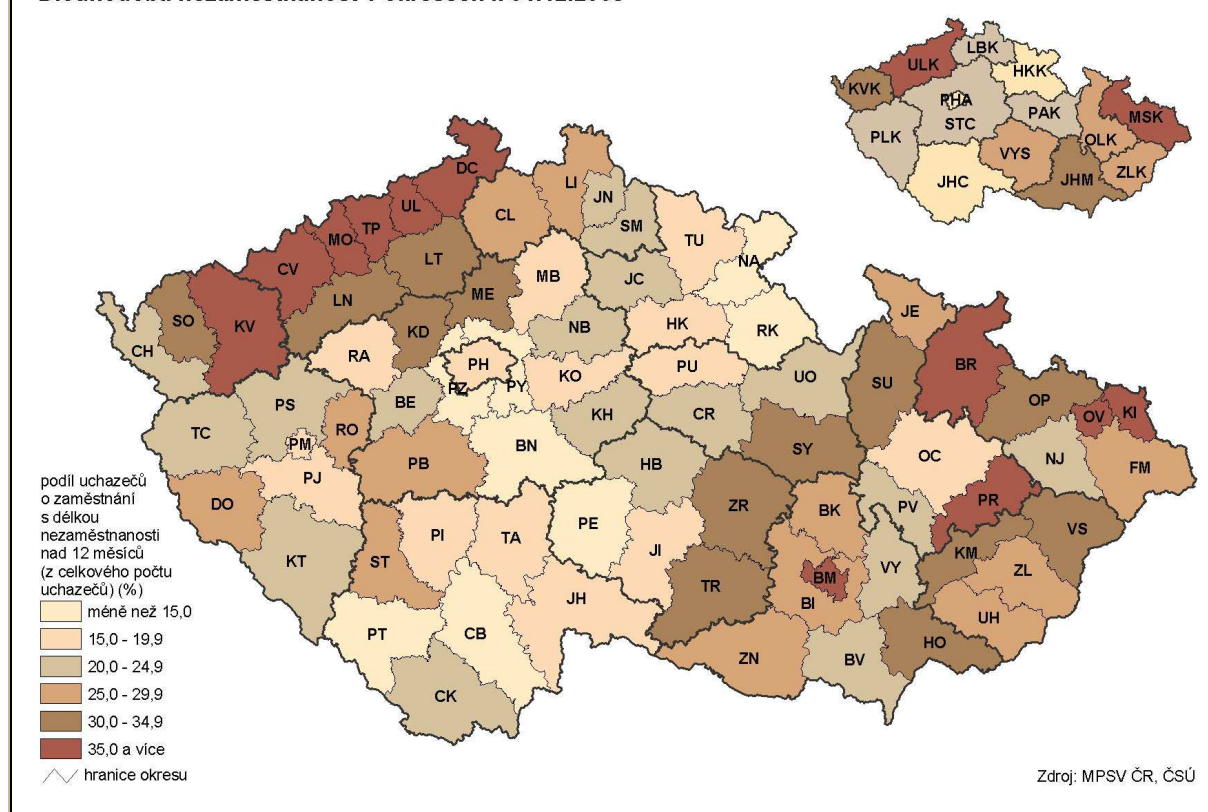 LBK
ULK
HKK
KVK
PHA
PAK
MSK
STC
PLK
OLK
VYS
ZLK
JHC
JHM
DC
LI
JN
UL
CL
SM
TP
TU
MO
LT
NA
CV
MB
JC
ME
LN
JE
SO
KV
KD
NB
HK
RK
CH
RA
PH
KO
PU
BR
SU
PZ
PY
UO
OP
PS
BE
KH
CR
OV
KI
TC
RO
PM
BN
SY
OC
NJ
FM
PB
HB
PJ
DO
PR
PV
ZR
BK
PE
VS
PI
TA
JI
KT
ST
KM
VY
ZL
BM
TR
JH
BI
UH
PT
CB
HO
ZN
BV
CK
podíl uchazečů
o zaměstnání
s délkou
nezaměstnanosti
nad 12 měsíců
(z celkového počtu
uchazečů) (%)
méně než 15,0
15,0 - 19,9
20,0 - 24,9
25,0 - 29,9
30,0 - 34,9
35,0 a více
hranice okresu
Zdroj: MPSV ČR, ČSÚ